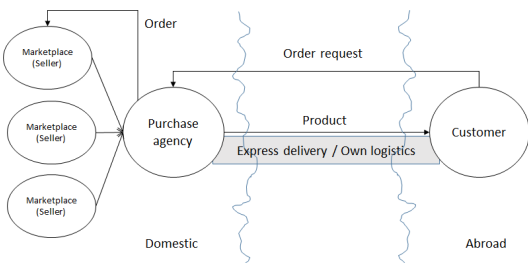 Order
Marketplace
(Seller)
Order request
Marketplace
(Seller)
Purchase
agency
Product
Customer
Express delivery / Own logistics
Marketplace
(Seller)
Domestic
Abroad